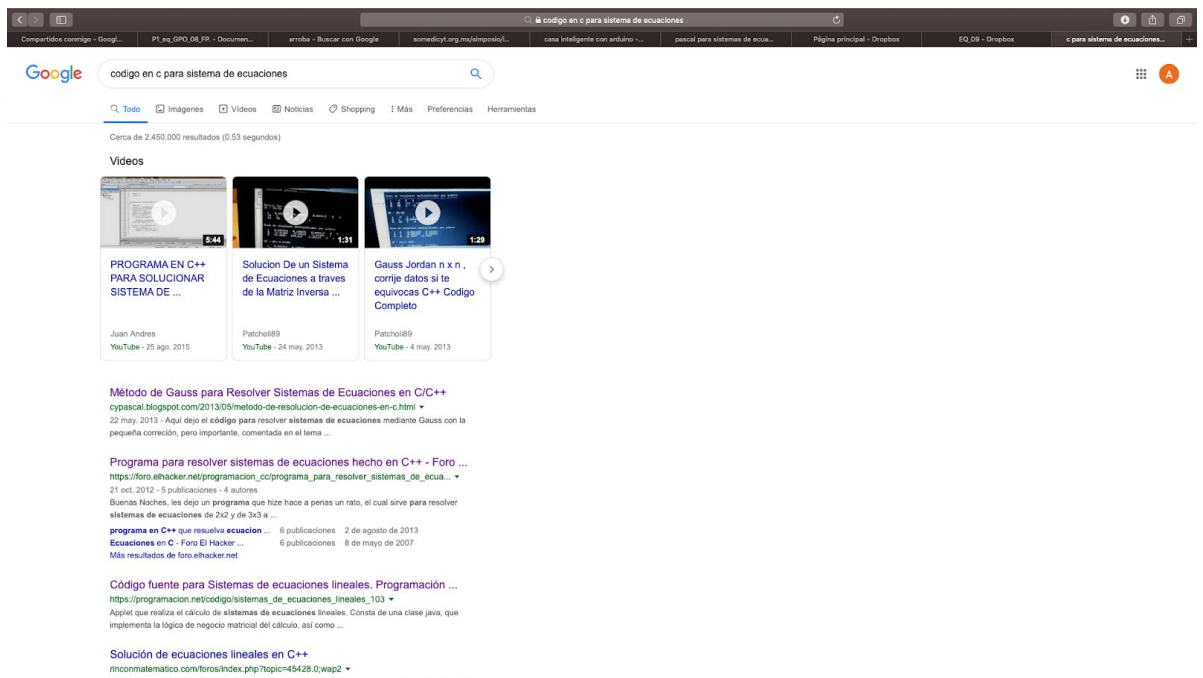 codigo en c para sistema de ecuaciones
Compartidos conmigo - Googl...
P1_eq_GPO_08_FP. - Documen...
arroba - Buscar con Google
somedicyt.org.mx/simposio/i...
casa inteligente con arduino -...
pascal para sistemas de ecua...
Página principal - Dropbox
EQ_09 - Dropbox
c para sistema de ecuaciones...
Google
codigo en c para sistema de ecuaciones
A
Todo Imágenes Vídeos Noticias Shopping Más Preferencias Herramientas
Cerca de 2,450,000 resultados (0.53 segundos)
Videos
5:44
PROGRAMA EN C++
PARA SOLUCIONAR
SISTEMA DE ...
Juan Andres
YouTube - 25 ago. 2015
1:31
Solucion De un Sistema
de Ecuaciones a traves
de la Matriz Inversa ...
Patcholi89
YouTube - 24 may. 2013
1:29
Gauss Jordan n x n ,
corrije datos si te
equivocas C++ Codigo
Completo
Patcholi89
YouTube - 4 may. 2013
Método de Gauss para Resolver Sistemas de Ecuaciones en C/C++
cypascal.blogspot.com/2013/05/metodo-de-resolucion-de-ecuaciones-en-c.html
22 may. 2013 - Aquí dejo el código para resolver sistemas de ecuaciones mediante Gauss con la
pequeña correción, pero importante, comentada en el tema ...
Programa para resolver sistemas de ecuaciones hecho en C++ - Foro ...
https://foro.elhacker.net/programacion_cc/programa_para_resolver_sistemas_de_ecua...
21 oct. 2012 - 5 publicaciones - 4 autores
Buenas Noches, les dejo un programa que hize hace a penas un rato, el cual sirve para resolver
sistemas de ecuaciones de 2x2 y de 3x3 a ...
programa en C++ que resuelva ecuacion ... 6 publicaciones 2 de agosto de 2013
Ecuaciones en C - Foro El Hacker ... 6 publicaciones 8 de mayo de 2007
Más resultados de foro.elhacker.net
Código fuente para Sistemas de ecuaciones lineales. Programación ...
https://programacion.net/codigo/sistemas_de_ecuaciones_lineales_103
Applet que realiza el cálculo de sistemas de ecuaciones lineales. Consta de una clase java, que
implementa la lógica de negocio matricial del cálculo, así como ...
Solución de ecuaciones lineales en C++
rinconmatematico.com/foros/index.php?topic=45428.0;wap2